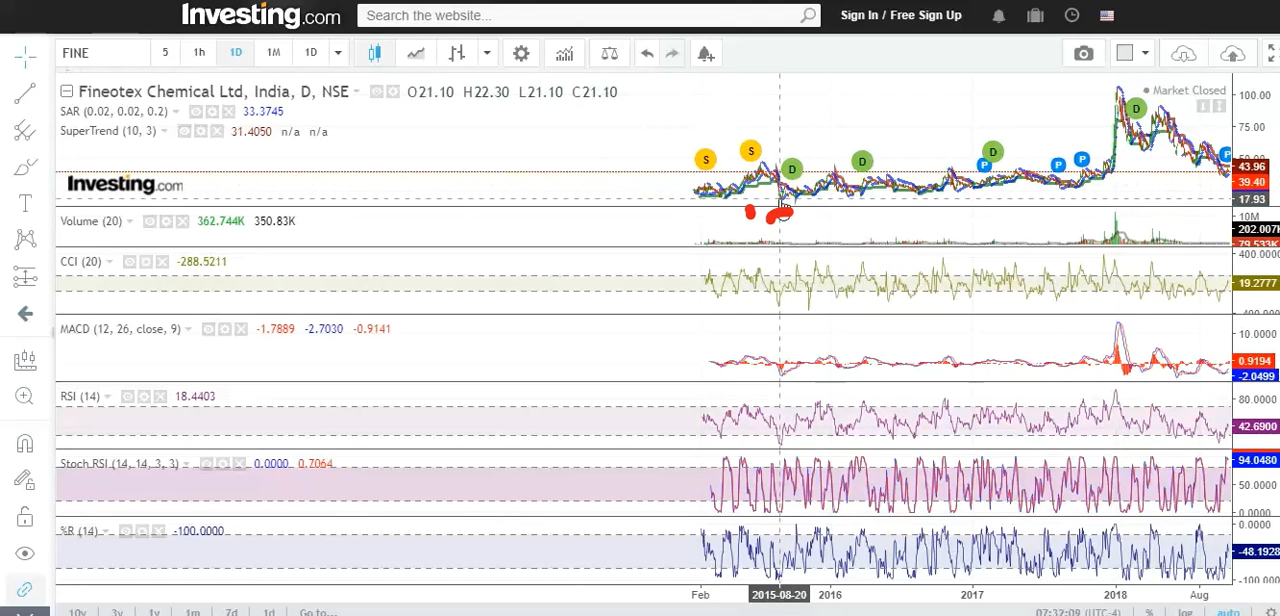 Investing.com Search the website... Sign In / Free Sign Up
FINE 5 1h 1D 1M 1D
Fineotex Chemical Ltd, India, D, NSE O21.10 H22.30 L21.10 C21.10
Market Closed
SAR (0.02, 0.02, 0.2) 33.3745
SuperTrend (10, 3) 31.4050 n/a n/a
100.00
75.00
S S D D D P P P D P
43.96
39.40
17.93
Investing.com
Volume (20) 362.744K 350.83K
10M
202.007K
79.533K
CCI (20) -288.5211
400.0000
19.2777
MACD (12, 26, close, 9) -1.7889 -2.7030 -0.9141
10.0000
0.9194
-2.0499
RSI (14) 18.4403
80.0000
42.6900
Stoch RSI (14, 14, 3, 3) 0.0000 0.7064
94.0480
50.0000
0.0000
%R (14) -100.0000
0.0000
-48.1928
-100.0000
Feb 2015-08-20 2016 2017 2018 Aug
10y 3y 1y 1m 7d 1d Go to... 07:32:09 (UTC-4) % log auto